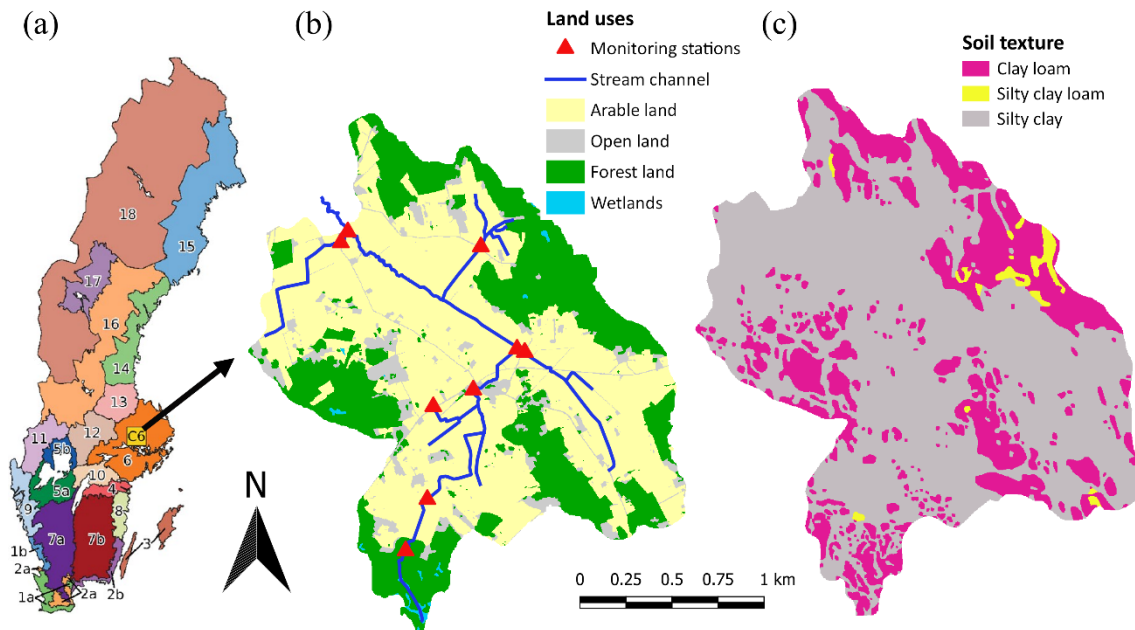 (a)
(b)
(c)
Land uses
Monitoring stations
Stream channel
Arable land
Open land
Forest land
Wetlands
Soil texture
Clay loam
Silty clay loam
Silty clay
18
15
17
16
14
13
12
11
C6
5b
6
10
5a
4
9
8
7a
7b
3
1b
2a
1a
2a
2b
N
0 0.25 0.50 0.75 1 km